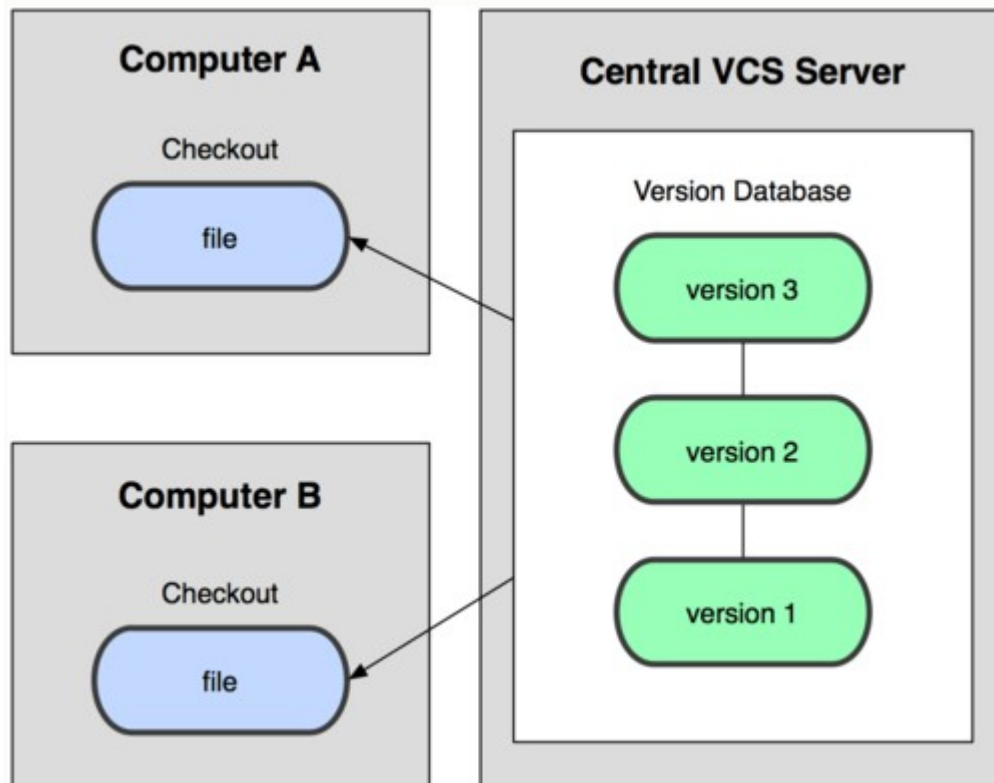 Computer A
Checkout
file
Computer B
Checkout
file
Central VCS Server
Version Database
version 3
version 2
version 1